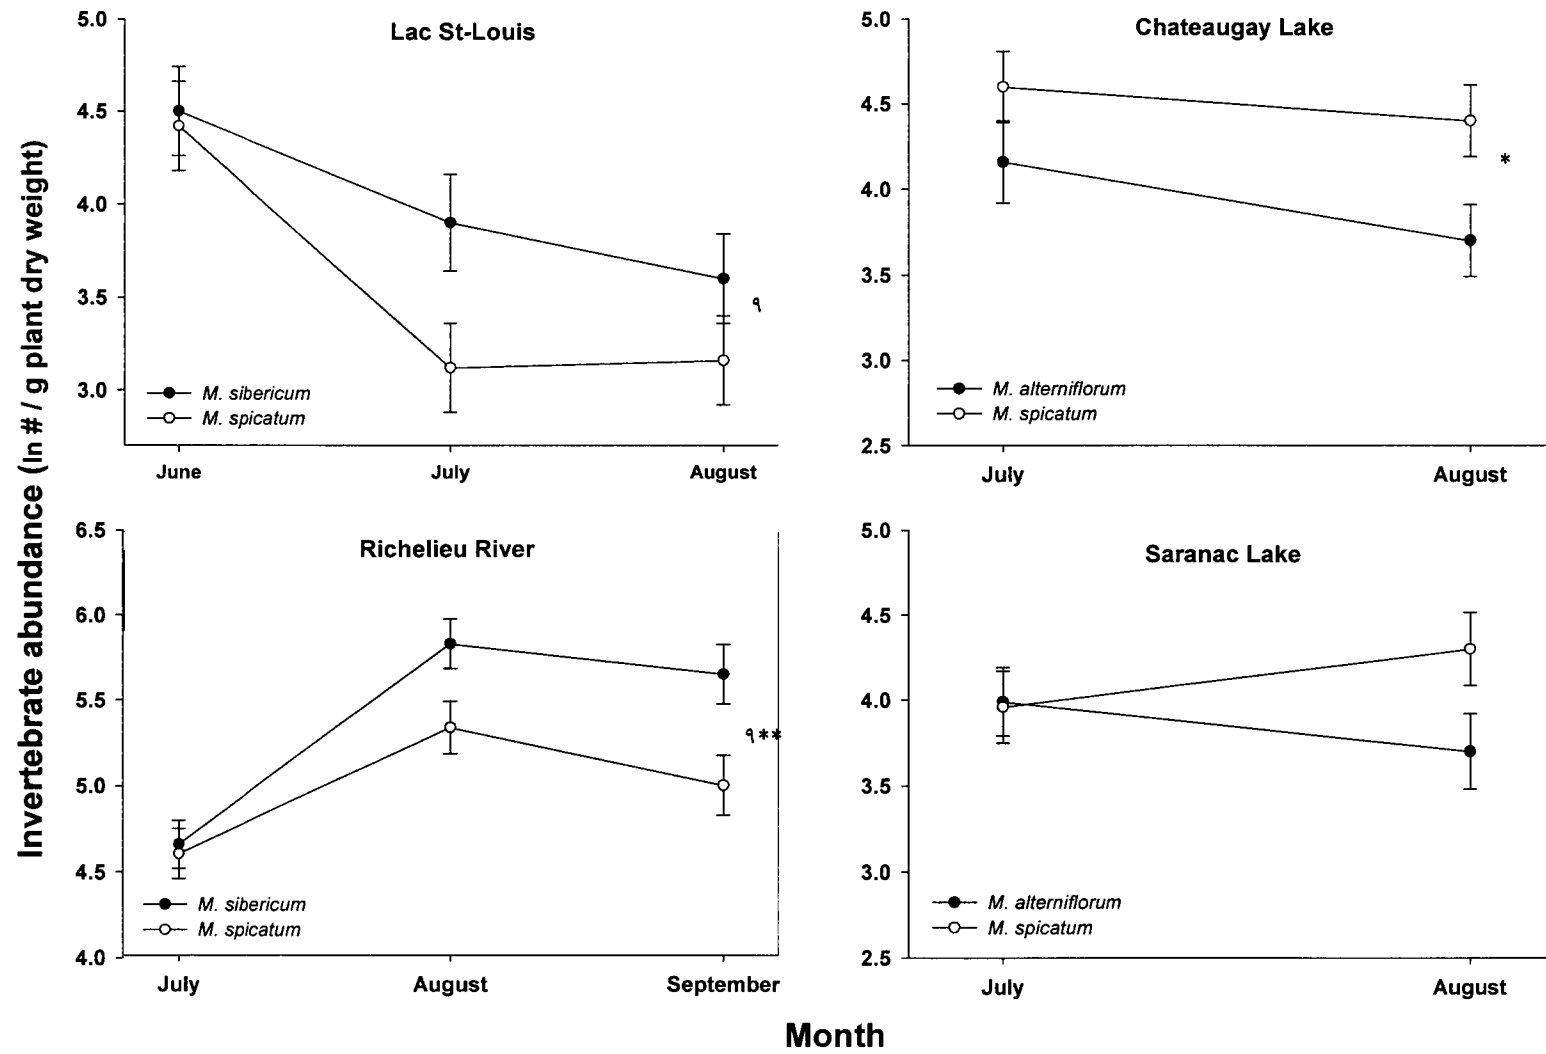 Invertebrate abundance (ln # / g plant dry weight)
Lac St-Louis
5.0
4.5
4.0
3.5
3.0
۹
M. sibericum
M. spicatum
June July August
Chateaugay Lake
5.0
4.5
4.0
3.5
3.0
2.5
*
M. alterniflorum
M. spicatum
July August
Richelieu River
6.5
6.0
5.5
5.0
4.5
4.0
۹**
M. sibericum
M. spicatum
July August September
Saranac Lake
5.0
4.5
4.0
3.5
3.0
2.5
M. alterniflorum
M. spicatum
July August
Month